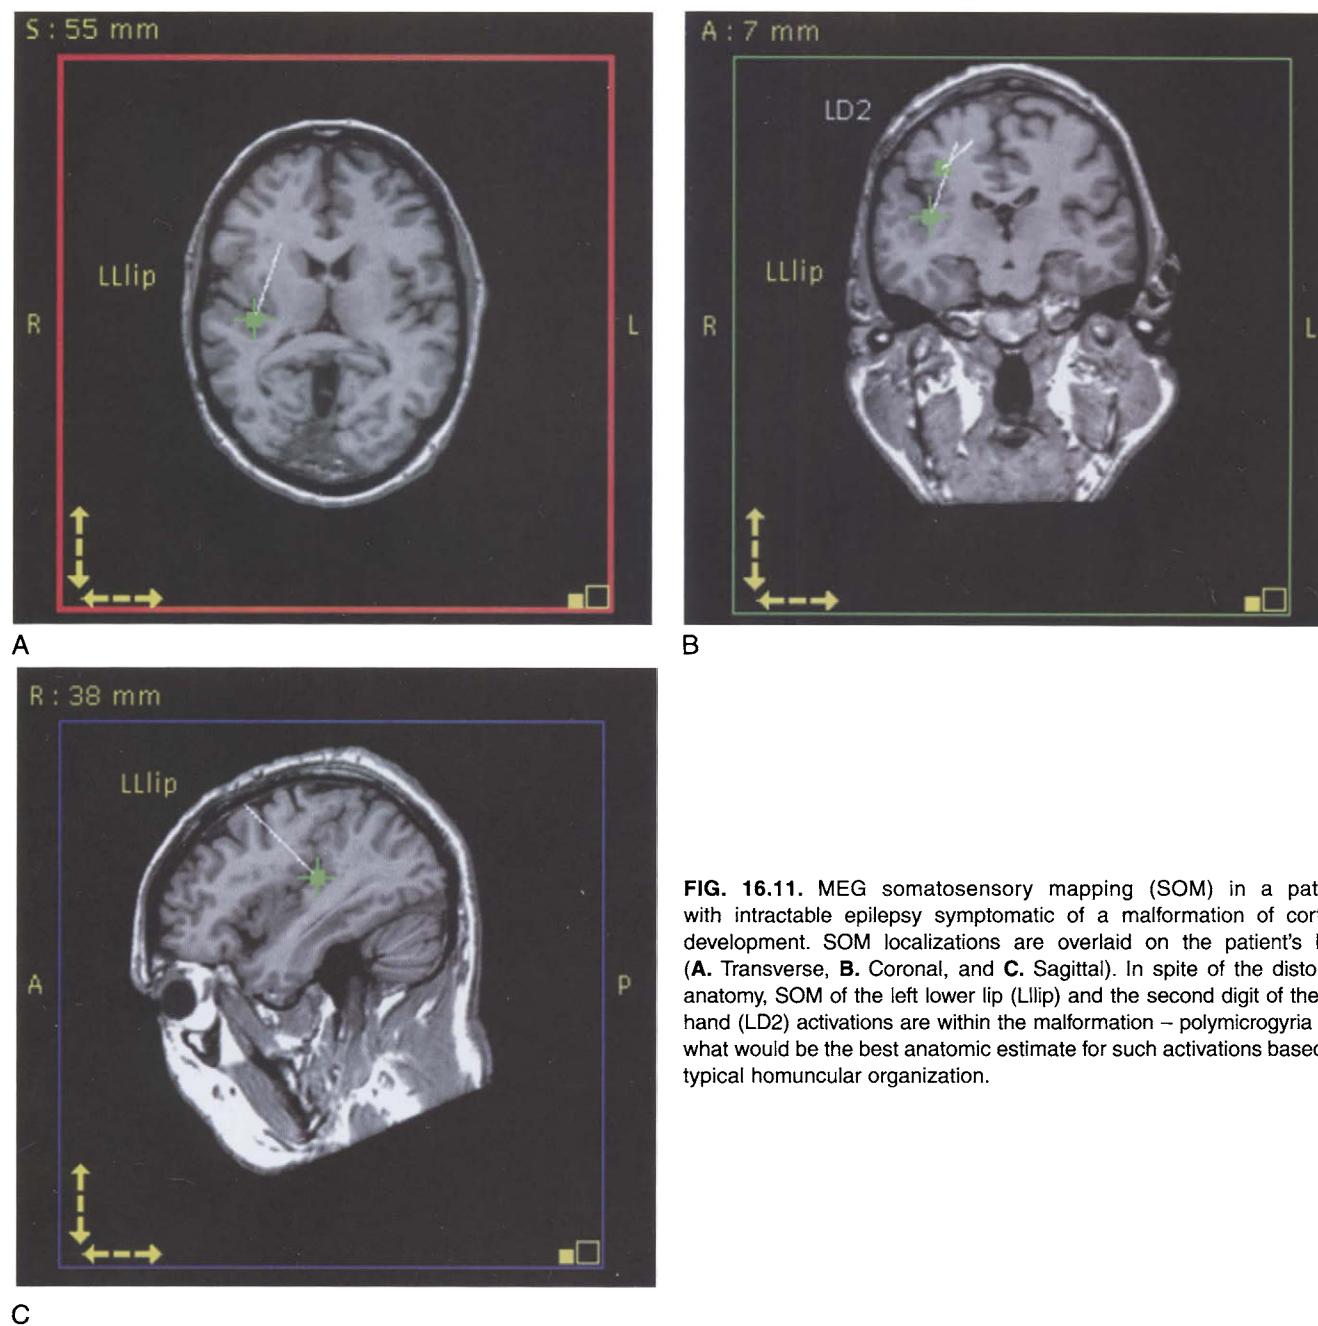 S : 55 mm
LLlip
R
L
A
A : 7 mm
LD2
LLlip
R
L
B
R : 38 mm
LLlip
A
P
C
FIG. 16.11. MEG somatosensory mapping (SOM) in a pat
with intractable epilepsy symptomatic of a malformation of cor
development. SOM localizations are overlaid on the patient's
(A. Transverse, B. Coronal, and C. Sagittal). In spite of the disto
anatomy, SOM of the left lower lip (Lllip) and the second digit of the
hand (LD2) activations are within the malformation – polymicrogyria
what would be the best anatomic estimate for such activations based
typical homuncular organization.